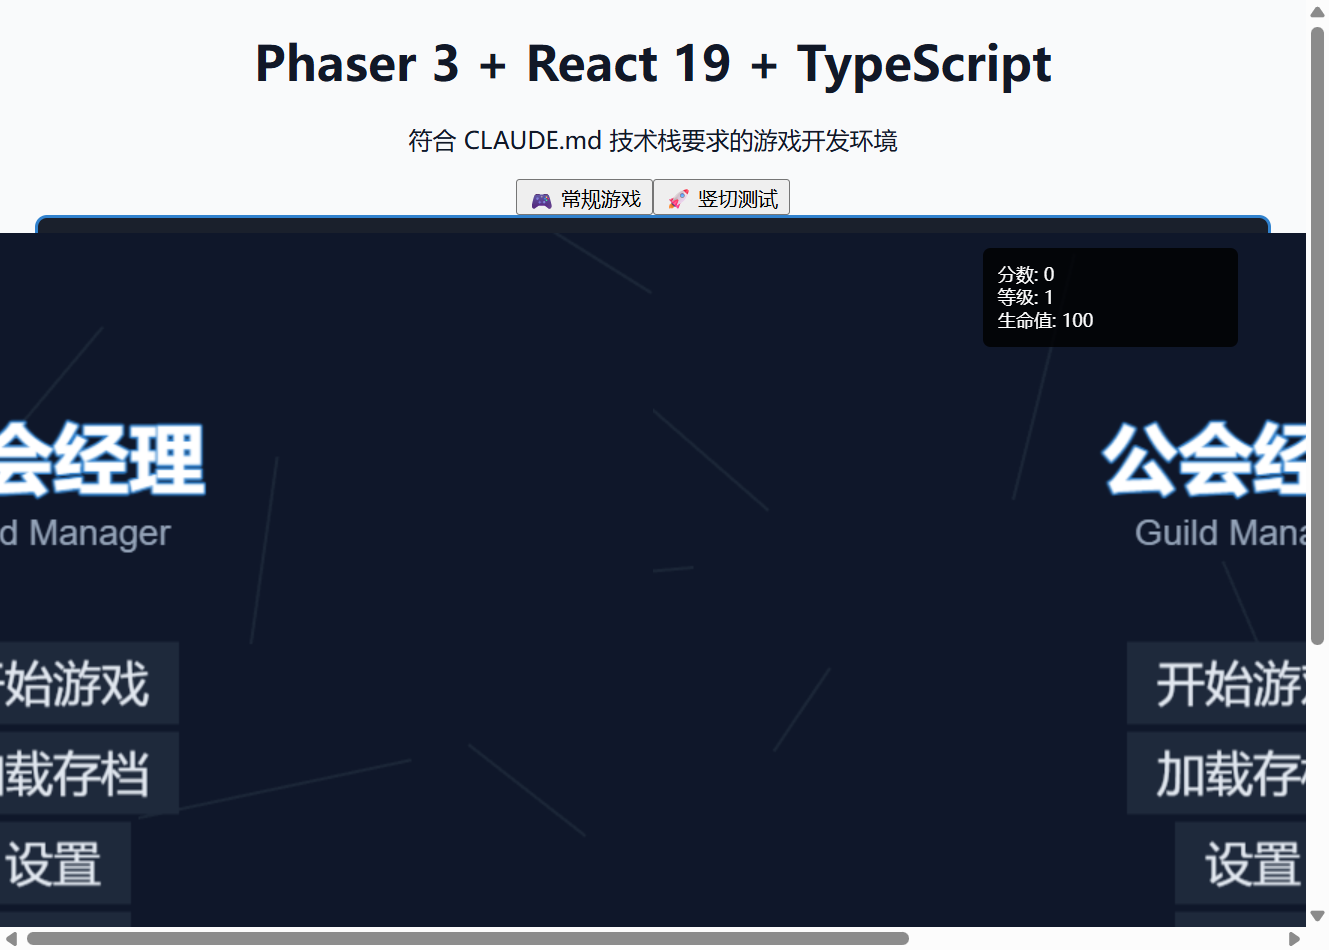 Phaser 3 + React 19 + TypeScript
符合 CLAUDE.md 技术栈要求的游戏开发环境
🎮 常规游戏
🚀 竖切测试
分数: 0
等级: 1
生命值: 100
会经理
d Manager
始游戏
载存档
设置
公会经
Guild Mana
开始游
加载存
设置